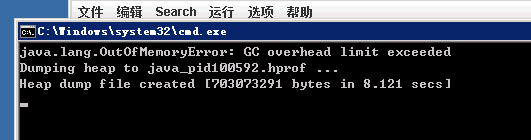 文件 编辑 Search 运行 选项 帮助
C:\Windows\system32\cmd.exe
java.lang.OutOfMemoryError: GC overhead limit exceeded
Dumping heap to java_pid100592.hprof ...
Heap dump file created [703073291 bytes in 8.121 secs]